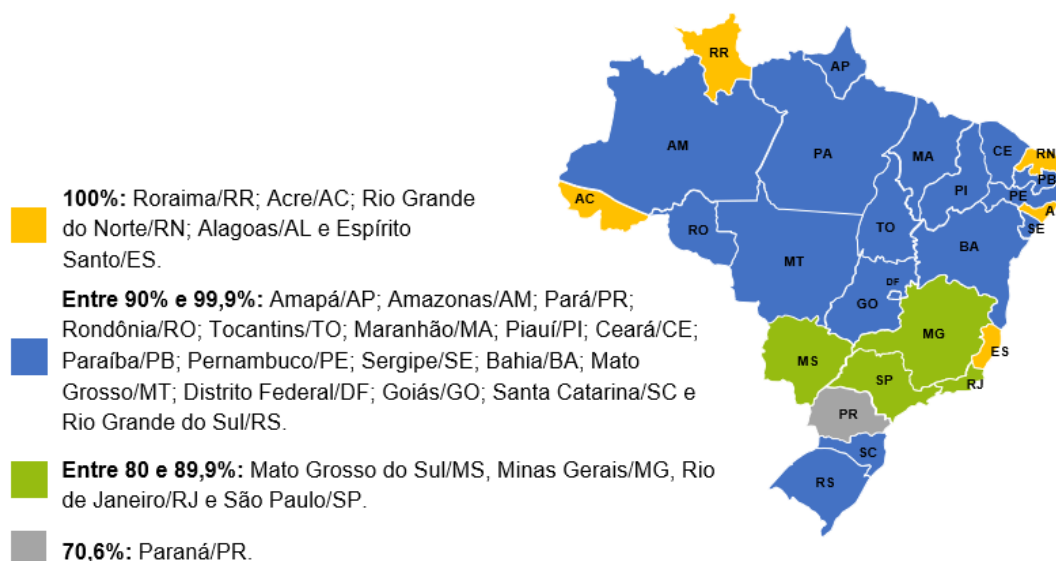 100%: Roraima/RR; Acre/AC; Rio Grande
do Norte/RN; Alagoas/AL e Espírito
Santo/ES.
Entre 90% e 99,9%: Amapá/AP; Amazonas/AM; Pará/PR;
Rondônia/RO; Tocantins/TO; Maranhão/MA; Piauí/PI; Ceará/CE;
Paraíba/PB; Pernambuco/PE; Sergipe/SE; Bahia/BA; Mato
Grosso/MT; Distrito Federal/DF; Goiás/GO; Santa Catarina/SC e
Rio Grande do Sul/RS.
Entre 80 e 89,9%: Mato Grosso do Sul/MS, Minas Gerais/MG, Rio
de Janeiro/RJ e São Paulo/SP.
70,6%: Paraná/PR.
RR
AP
AM
PA
MA
CE
RN
PB
PI
PE
AC
A
SE
RO
TO
BA
MT
DF
GO
MG
ES
MS
SP
RJ
PR
SC
RS